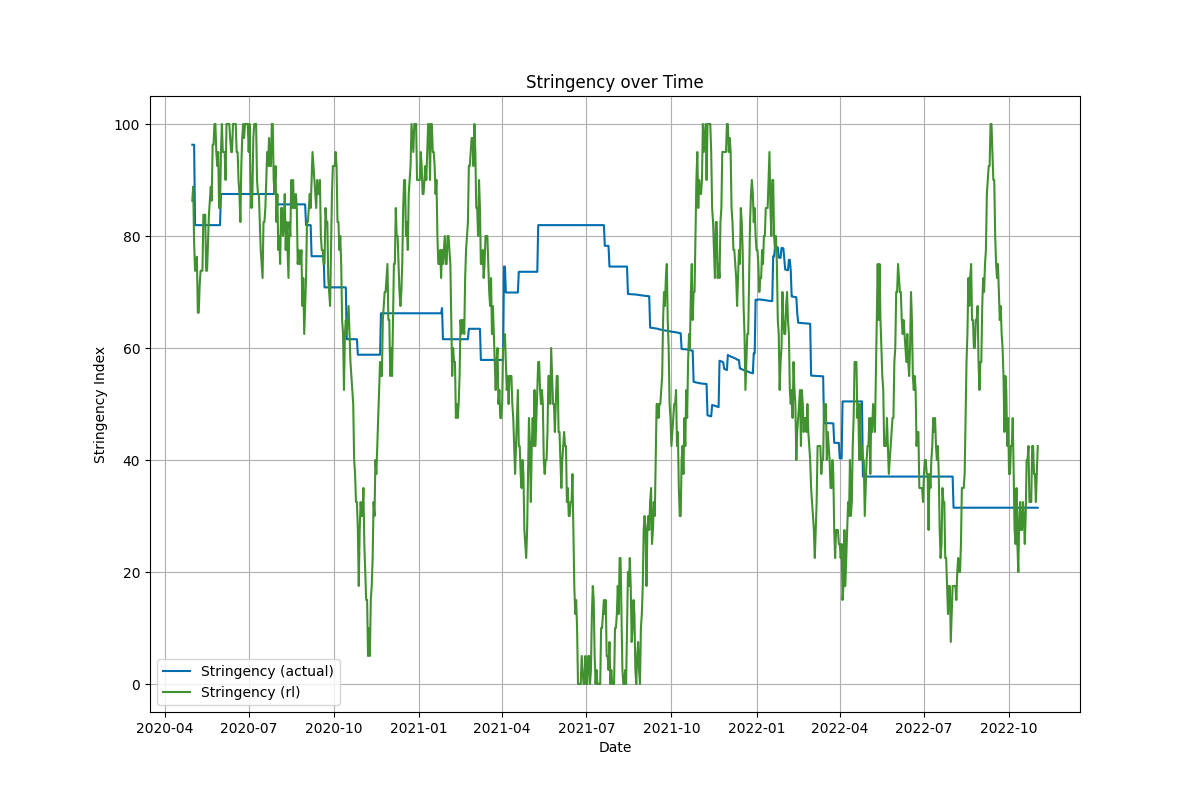 Stringency over Time
Stringency Index
100
80
60
40
20
0
Stringency (actual)
Stringency (rl)
2020-04 2020-07 2020-10 2021-01 2021-04 2021-07 2021-10 2022-01 2022-04 2022-07 2022-10
Date